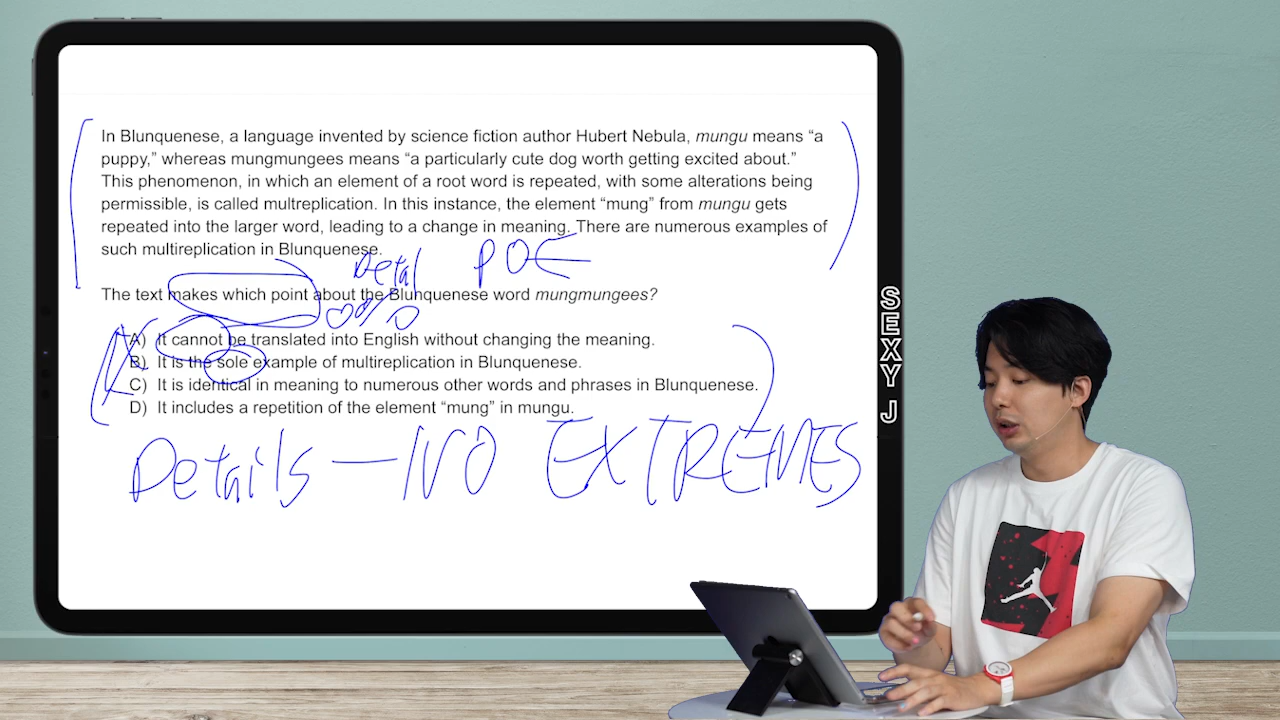 In Blunquenese, a language invented by science fiction author Hubert Nebula, mungu means “a
puppy,” whereas mungmungees means “a particularly cute dog worth getting excited about.”
This phenomenon, in which an element of a root word is repeated, with some alterations being
permissible, is called multreplication. In this instance, the element “mung” from mungu gets
repeated into the larger word, leading to a change in meaning. There are numerous examples of
such multireplication in Blunquenese.
Detail POE
The text makes which point about the Blunquenese word mungmungees?
A) It cannot be translated into English without changing the meaning.
B) It is the sole example of multireplication in Blunquenese.
C) It is identical in meaning to numerous other words and phrases in Blunquenese.
D) It includes a repetition of the element “mung” in mungu.
Details — NO EXTREMES
SEXY J